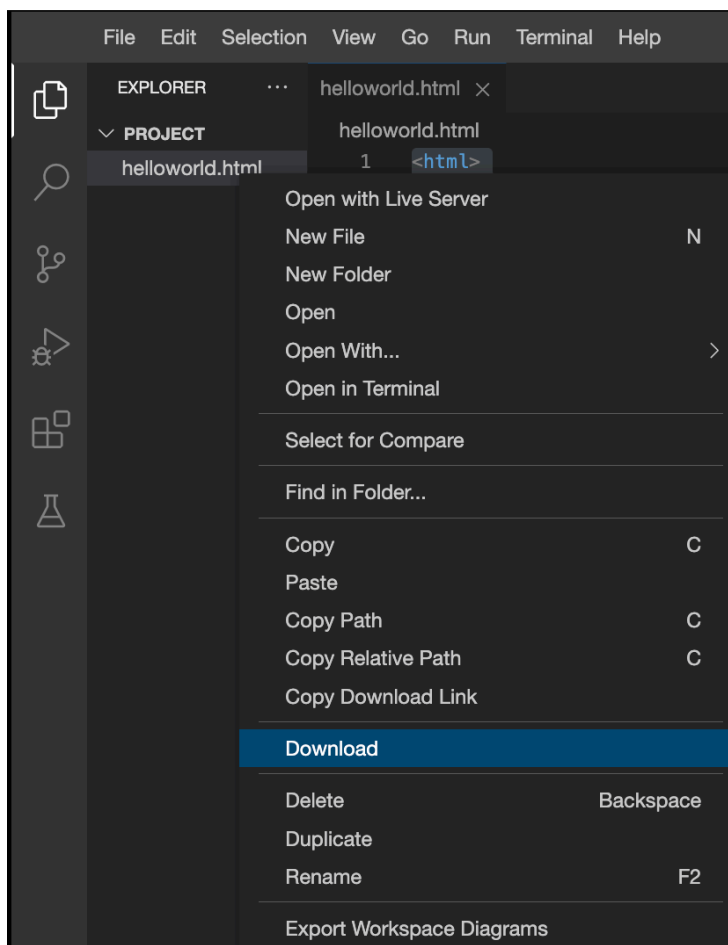 File Edit Selection View Go Run Terminal Help
EXPLORER ··· helloworld.html ×
PROJECT helloworld.html
helloworld.html 1 <html>
Open with Live Server
New File N
New Folder
Open
Open With...
Open in Terminal
Select for Compare
Find in Folder...
Copy C
Paste
Copy Path C
Copy Relative Path C
Copy Download Link
Download
Delete Backspace
Duplicate
Rename F2
Export Workspace Diagrams